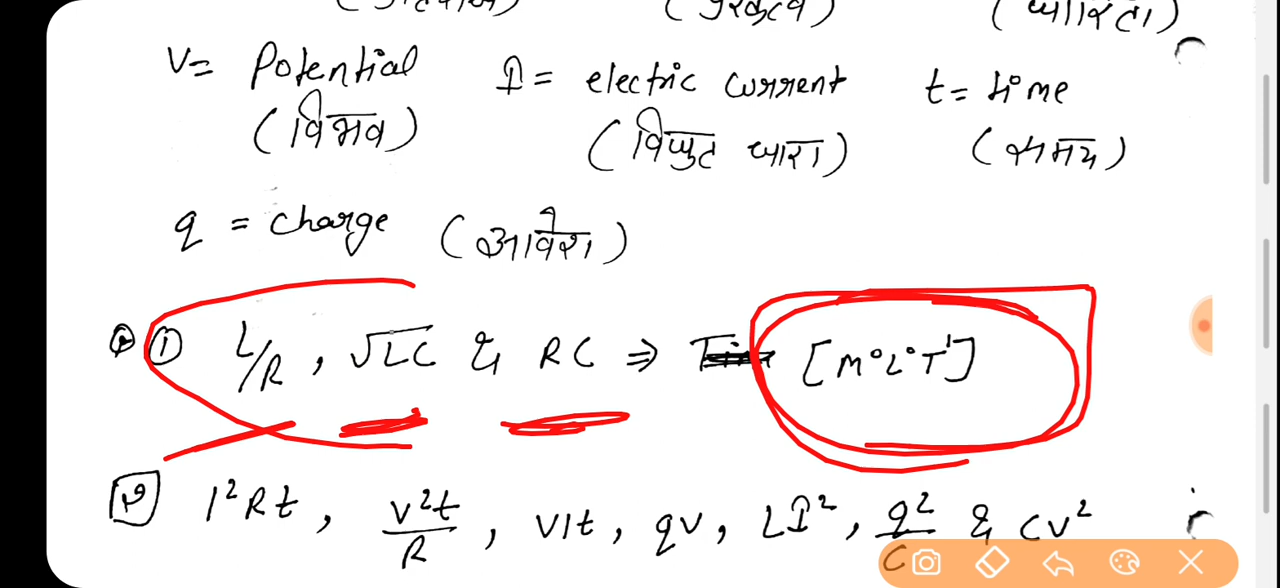 V= Potential I= electric current t= time
(विभव) (विद्युत धारा) (समय)
q = charge (आवेश)
① L/R, √LC & RC ⇒ [M°L°T¹]
I²Rt, V²t/R, VIt, qV, LI², q²/C & CV²